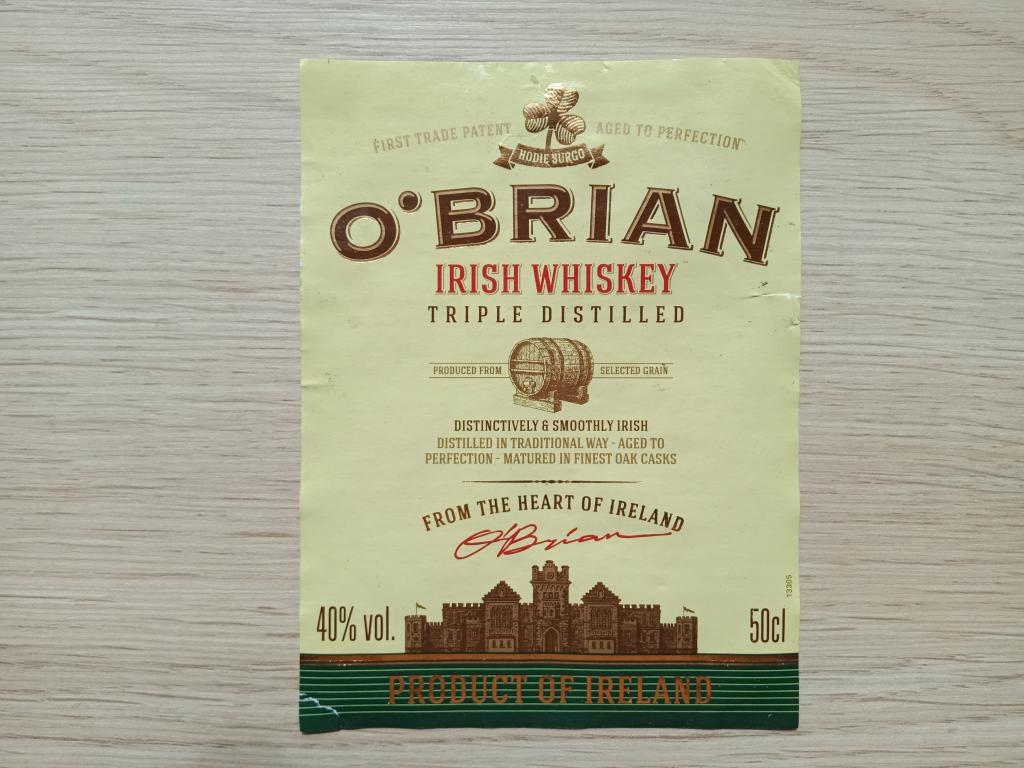 FIRST TRADE PATENT AGED TO PERFECTION
HODIE SURGO
O'BRIAN
IRISH WHISKEY
TRIPLE DISTILLED
PRODUCED FROM SELECTED GRAIN
DISTINCTIVELY & SMOOTHLY IRISH
DISTILLED IN TRADITIONAL WAY - AGED TO
PERFECTION - MATURED IN FINEST OAK CASKS
FROM THE HEART OF IRELAND
O'Brian
13305
40% vol. 50cl
PRODUCT OF IRELAND